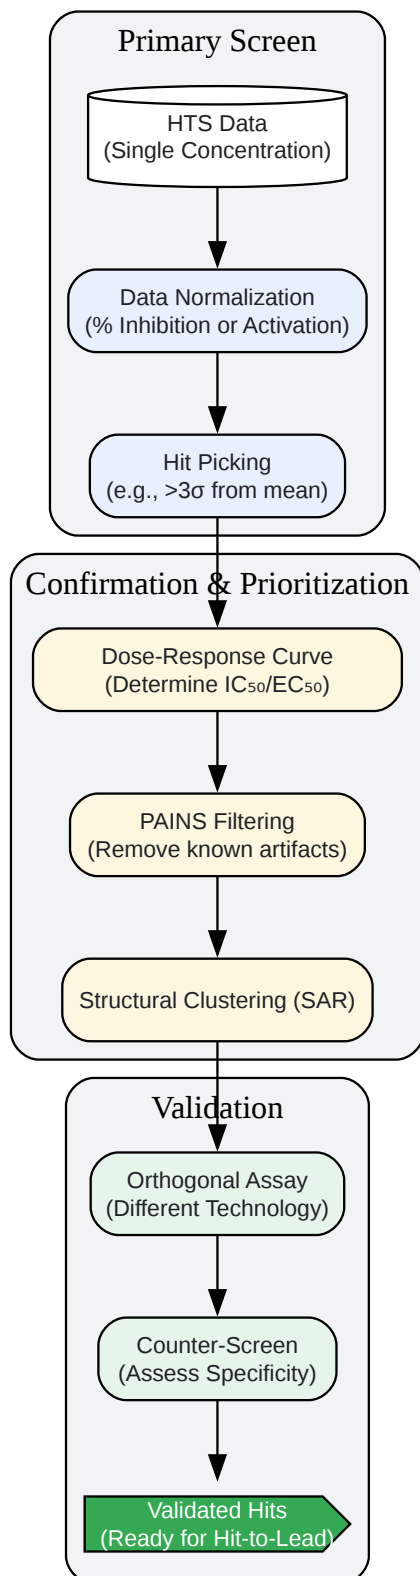 Primary Screen
HTS Data
(Single Concentration)
Data Normalization
(% Inhibition or Activation)
Hit Picking
(e.g., >3σ from mean)
Confirmation & Prioritization
Dose-Response Curve
(Determine IC₅₀/EC₅₀)
PAINS Filtering
(Remove known artifacts)
Structural Clustering (SAR)
Validation
Orthogonal Assay
(Different Technology)
Counter-Screen
(Assess Specificity)
Validated Hits
(Ready for Hit-to-Lead)